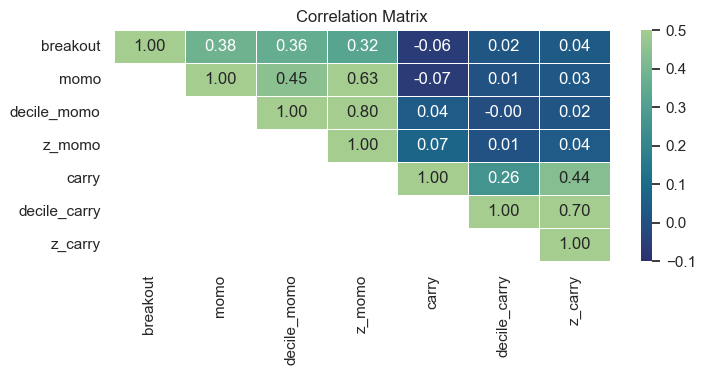 Correlation Matrix
breakout 1.00 0.38 0.36 0.32 -0.06 0.02 0.04
momo 1.00 0.45 0.63 -0.07 0.01 0.03
decile_momo 1.00 0.80 0.04 -0.00 0.02
z_momo 1.00 0.07 0.01 0.04
carry 1.00 0.26 0.44
decile_carry 1.00 0.70
z_carry 1.00
breakout
momo
decile_momo
z_momo
carry
decile_carry
z_carry
0.5
0.4
0.3
0.2
0.1
0.0
−0.1